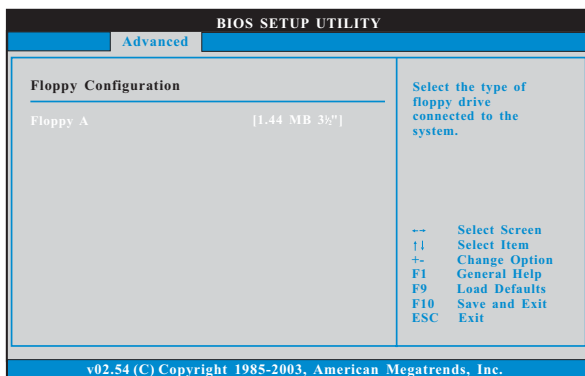 BIOS SETUP UTILITY
Advanced
Floppy Configuration
Floppy A [1.44 MB 3½"]
Select the type of
floppy drive
connected to the
system.
←→ Select Screen
↑↓ Select Item
+- Change Option
F1 General Help
F9 Load Defaults
F10 Save and Exit
ESC Exit
v02.54 (C) Copyright 1985-2003, American Megatrends, Inc.